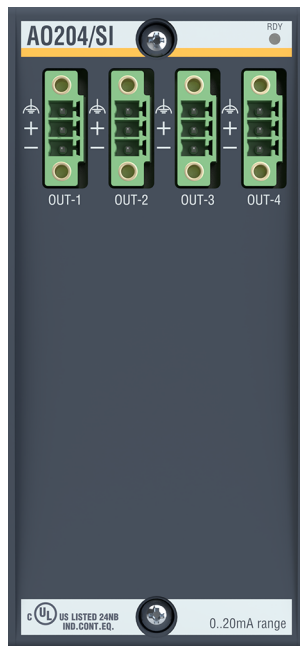 AO204/SI
RDY
+ + + +
− − − −
OUT-1 OUT-2 OUT-3 OUT-4
C UL US LISTED 24NB
IND.CONT.EQ.
0..20mA range